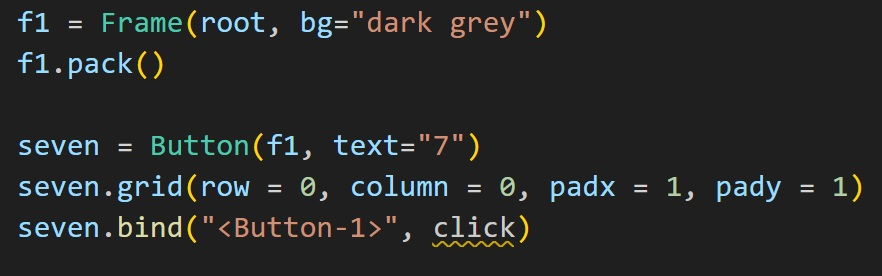 f1 = Frame(root, bg="dark grey")
f1.pack()
seven = Button(f1, text="7")
seven.grid(row = 0, column = 0, padx = 1, pady = 1)
seven.bind("<Button-1>", click)